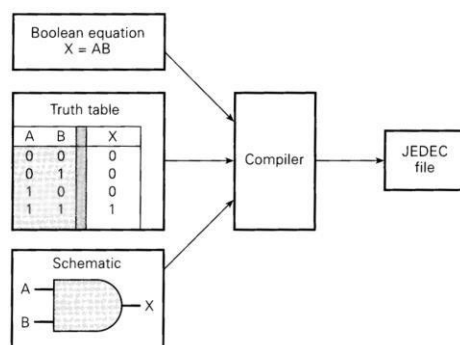 Boolean equation
X = AB
Truth table
A B X
0 0 0
0 1 0
1 0 0
1 1 1
Compiler
JEDEC
file
Schematic
A
X
B